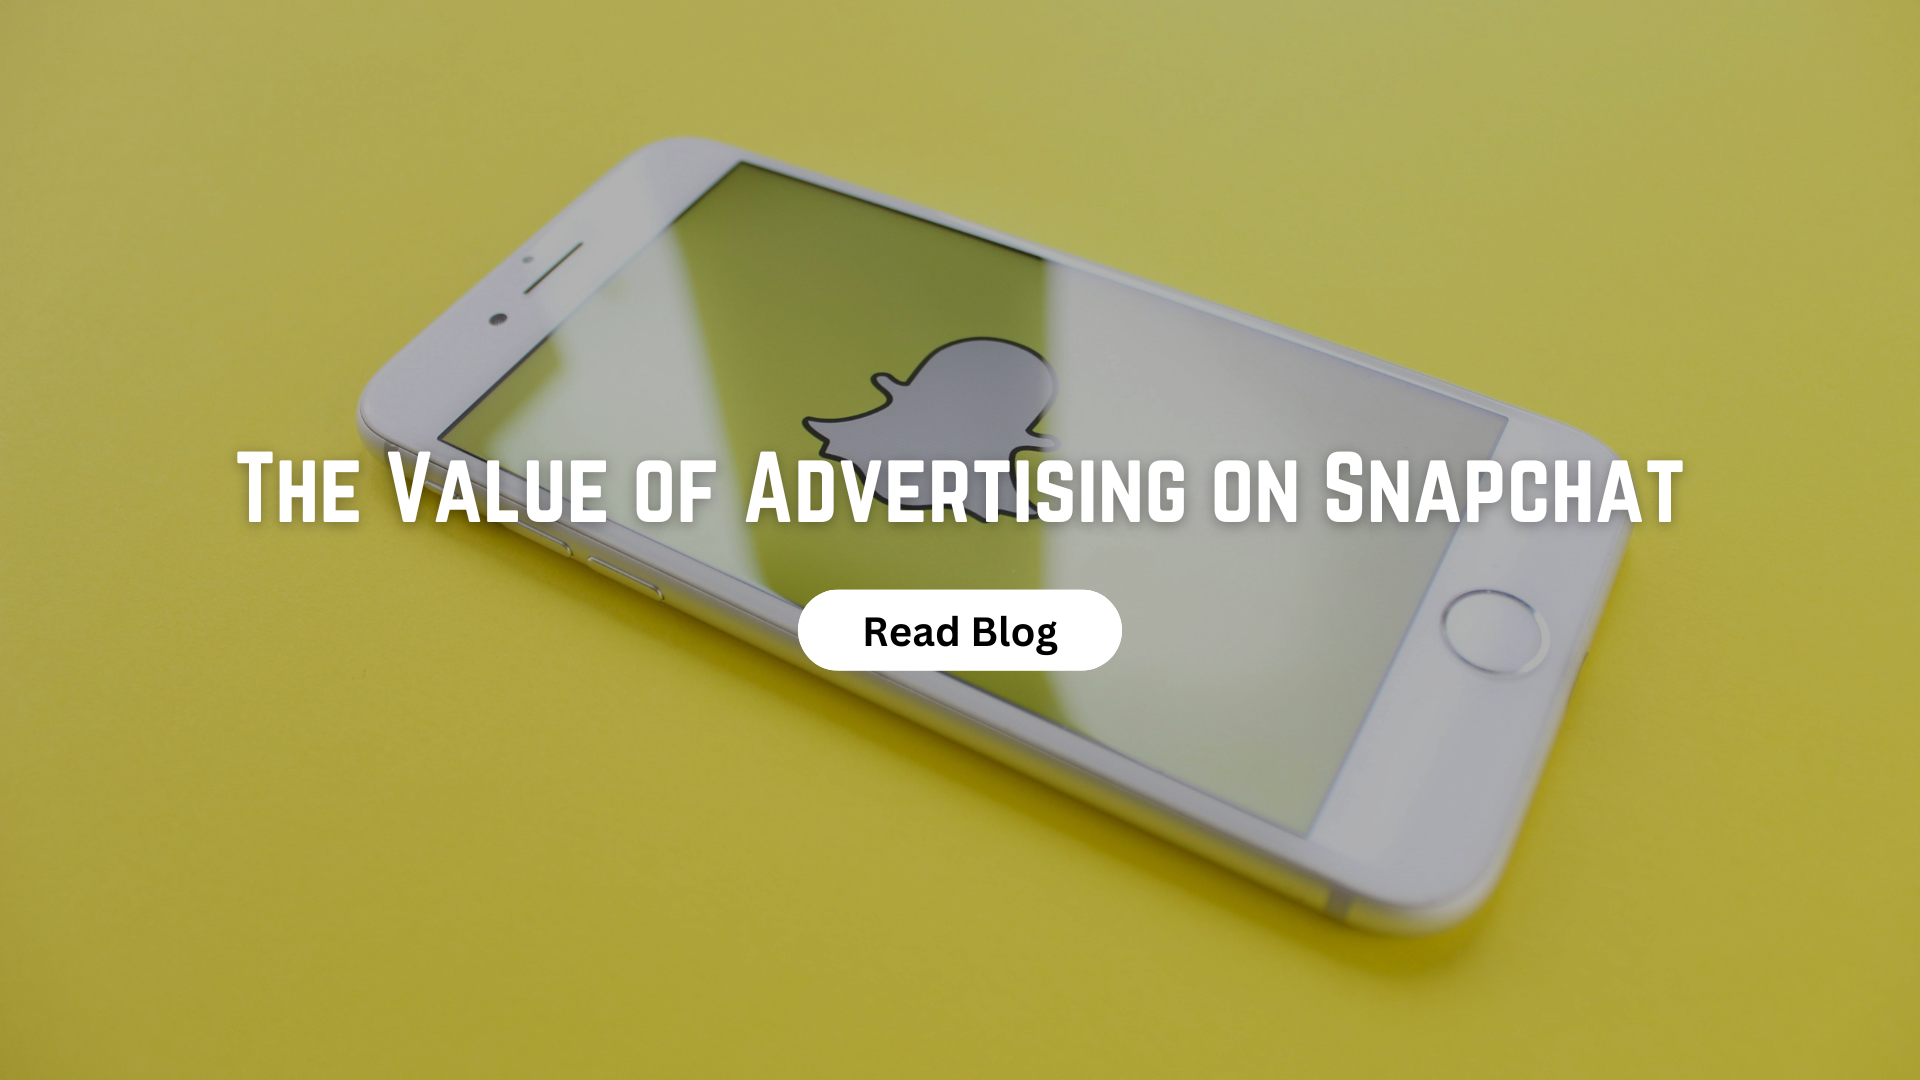 The Value of Advertising on Snapchat
Read Blog